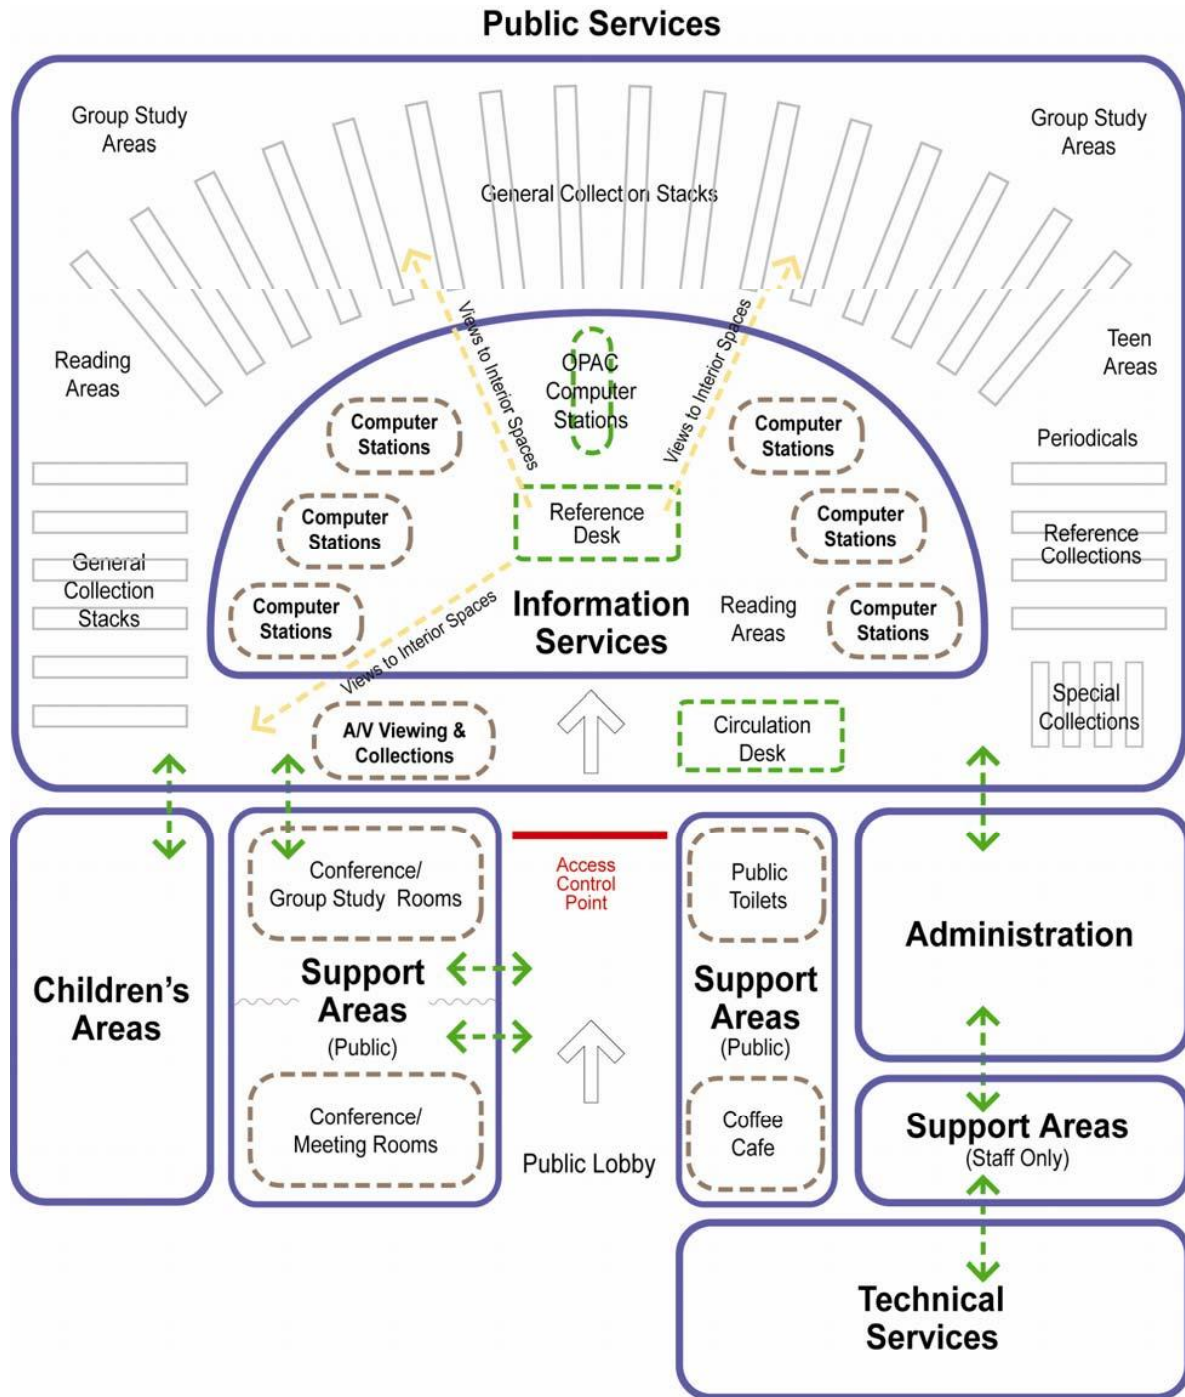 Public Services
Group Study
Areas
Group Study
Areas
General Collection Stacks
Reading
Areas
Teen
Areas
Views to Interior Spaces
Views to Interior Spaces
OPAC
Computer
Stations
Computer
Stations
Computer
Stations
Periodicals
Computer
Stations
Reference
Desk
Computer
Stations
General
Collection
Stacks
Reference
Collections
Computer
Stations
Information
Services
Reading
Areas
Computer
Stations
Views to Interior Spaces
A/V Viewing &
Collections
Circulation
Desk
Special
Collections
Conference/
Group Study Rooms
Access
Control
Point
Public
Toilets
Children's
Areas
Support
Areas
(Public)
Support
Areas
(Public)
Administration
Conference/
Meeting Rooms
Public Lobby
Coffee
Cafe
Support Areas
(Staff Only)
Technical
Services